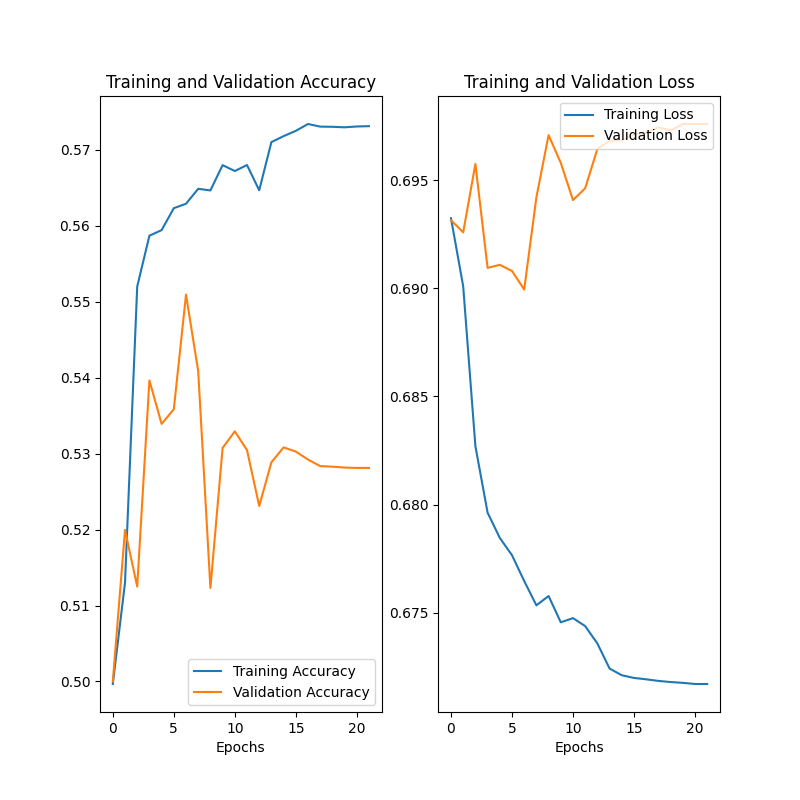 Training and Validation Accuracy
0.57
0.56
0.55
0.54
0.53
0.52
0.51
0.50
Training Accuracy
Validation Accuracy
0 5 10 15 20
Epochs
Training and Validation Loss
Training Loss
Validation Loss
0.695
0.690
0.685
0.680
0.675
0 5 10 15 20
Epochs